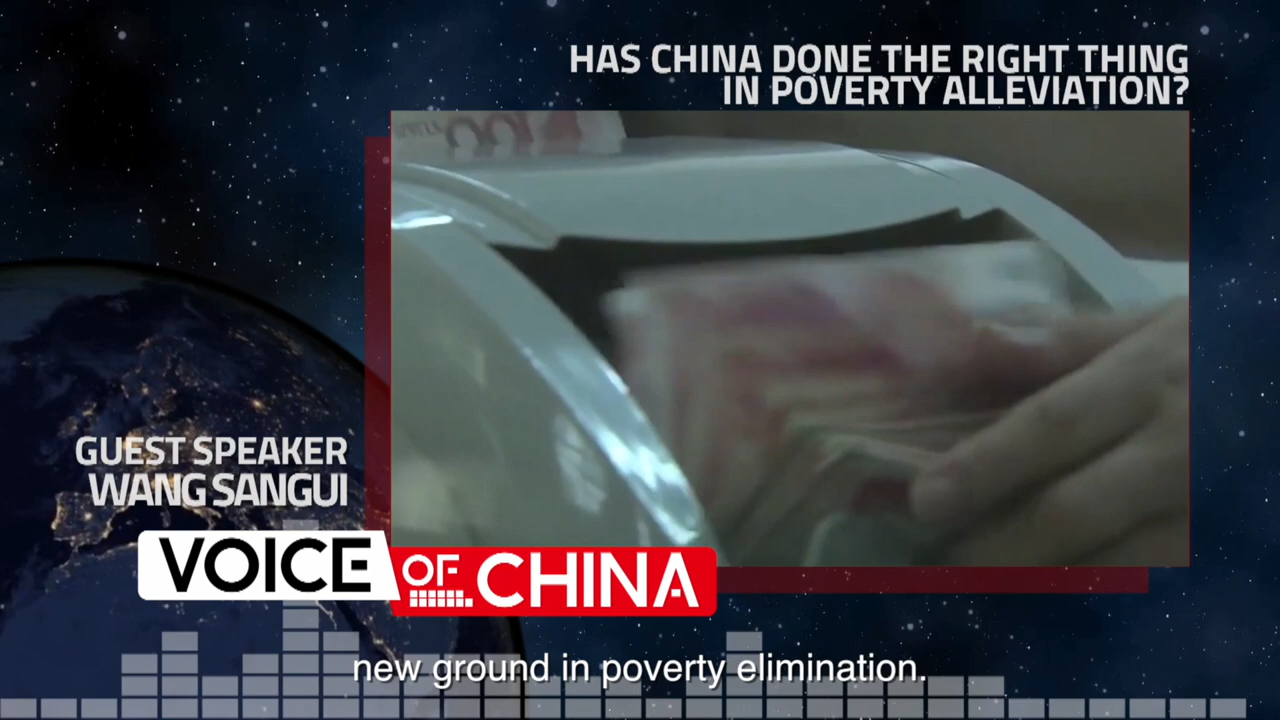 HAS CHINA DONE THE RIGHT THING
IN POVERTY ALLEVIATION?
GUEST SPEAKER
WANG SANGUI
VOICE OF CHINA
new ground in poverty elimination.